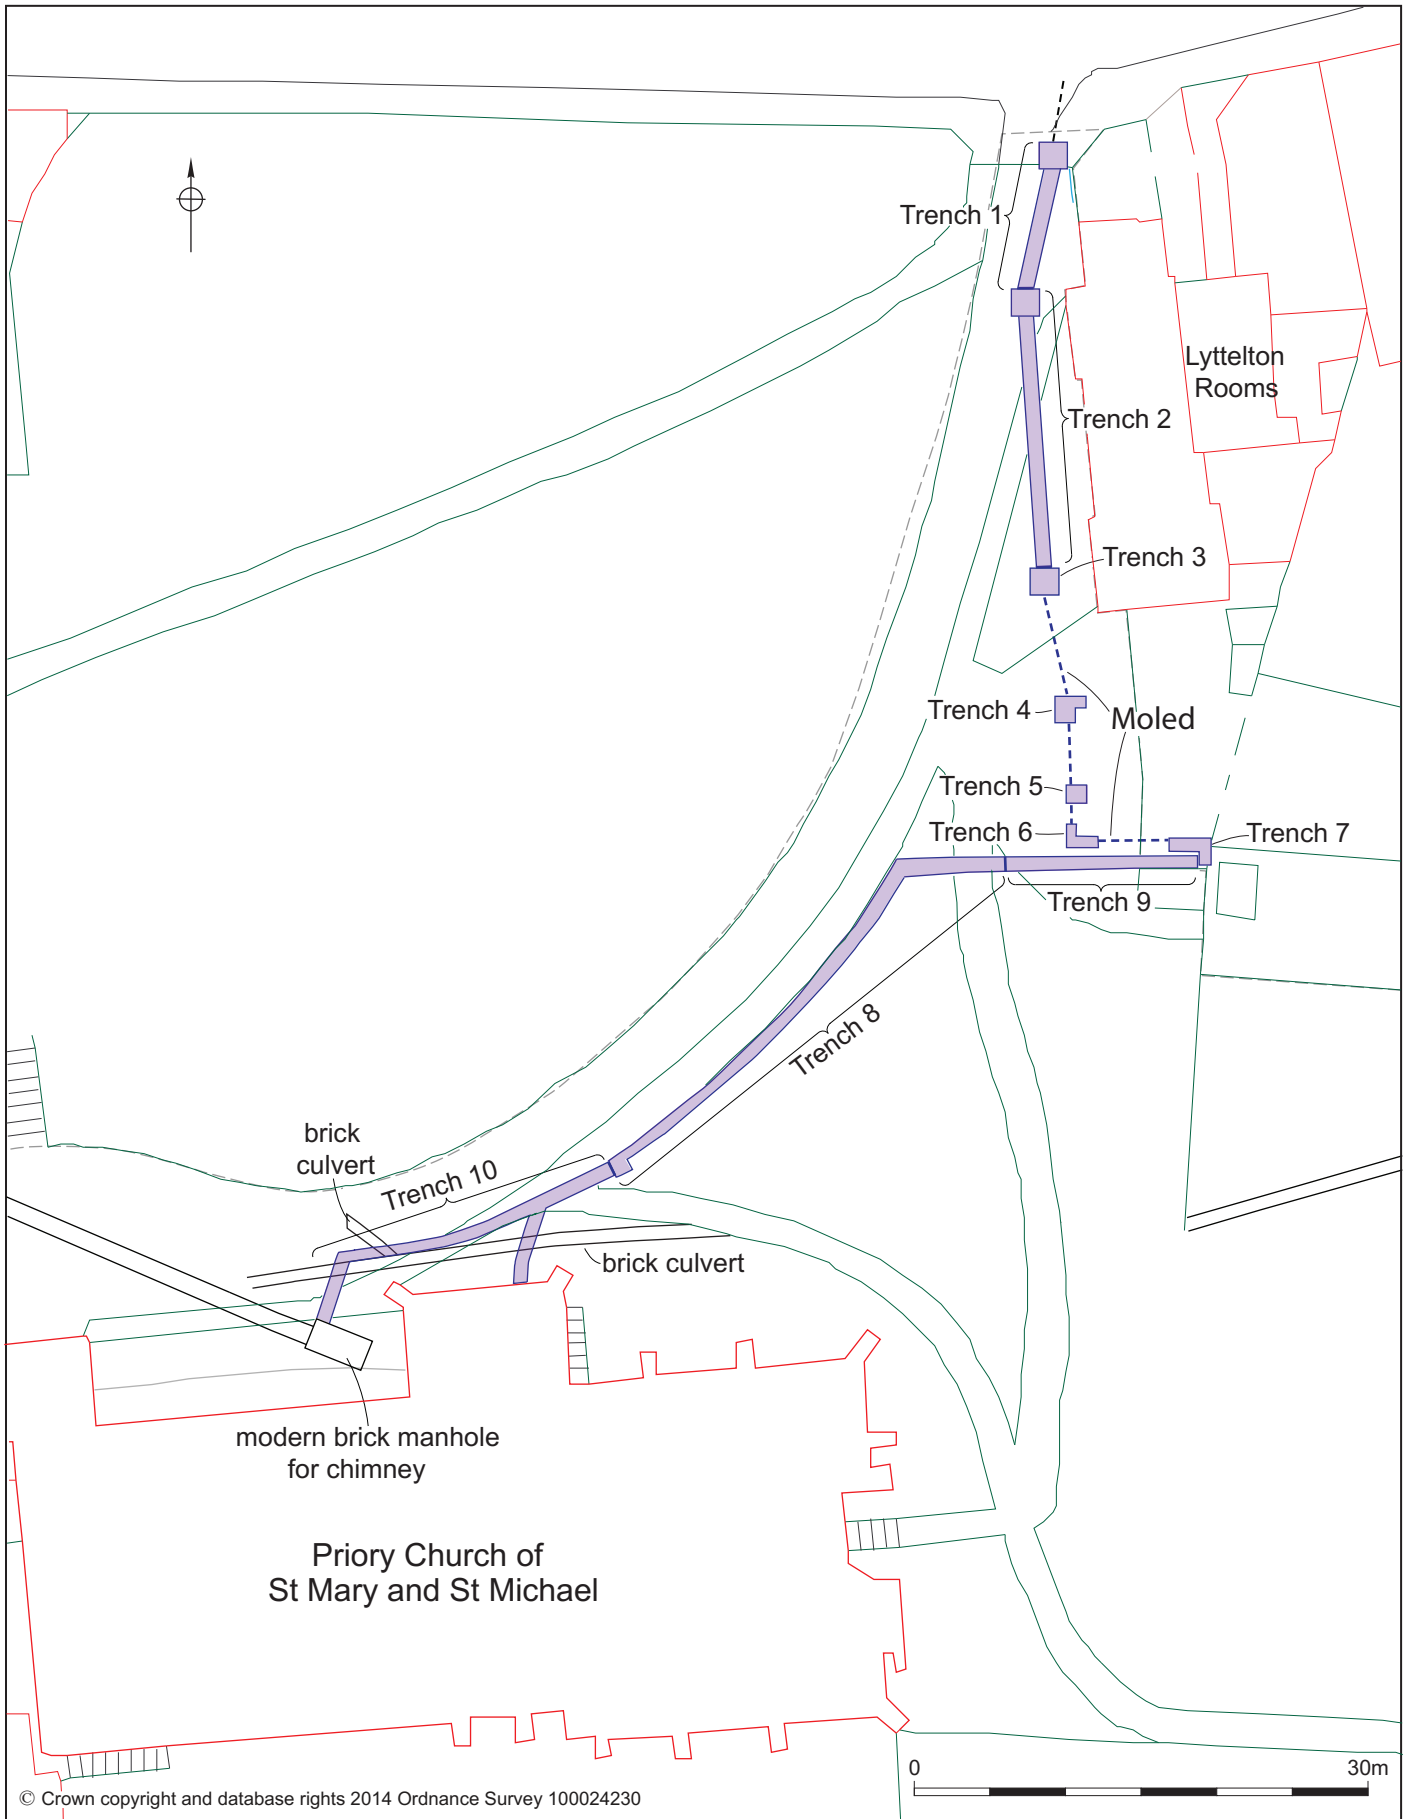 Trench 1
Lyttelton
Rooms
Trench 2
Trench 3
Trench 4
Moled
Trench 5
Trench 6
Trench 7
Trench 9
Trench 8
brick
culvert
Trench 10
brick culvert
modern brick manhole
for chimney
Priory Church of
St Mary and St Michael
0
30m
© Crown copyright and database rights 2014 Ordnance Survey 100024230